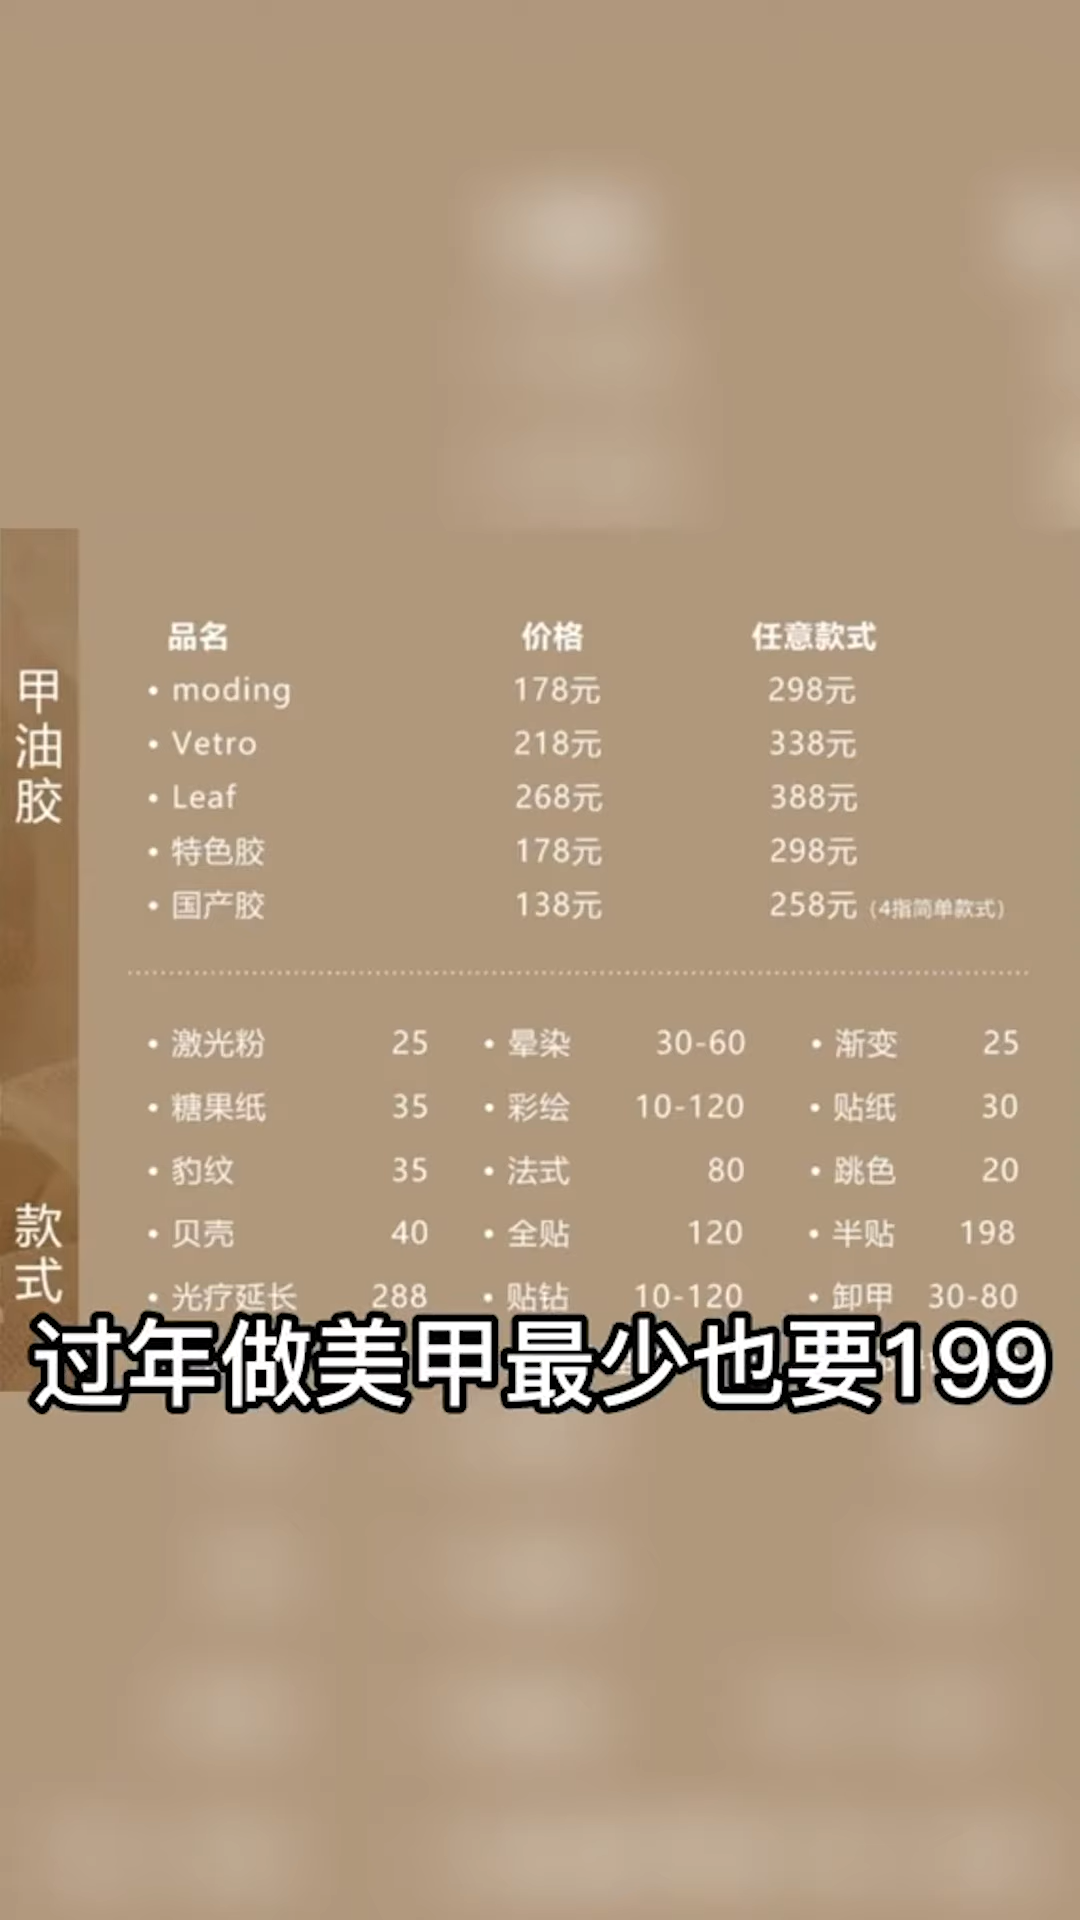 甲油胶
品名 价格 任意款式
• moding 178元 298元
• Vetro 218元 338元
• Leaf 268元 388元
• 特色胶 178元 298元
• 国产胶 138元 258元（4指简单款式）
款式
• 激光粉 25 • 晕染 30-60 • 渐变 25
• 糖果纸 35 • 彩绘 10-120 • 贴纸 30
• 豹纹 35 • 法式 80 • 跳色 20
• 贝壳 40 • 全贴 120 • 半贴 198
• 光疗延长 288 • 贴钻 10-120 • 卸甲 30-80
过年做美甲最少也要199